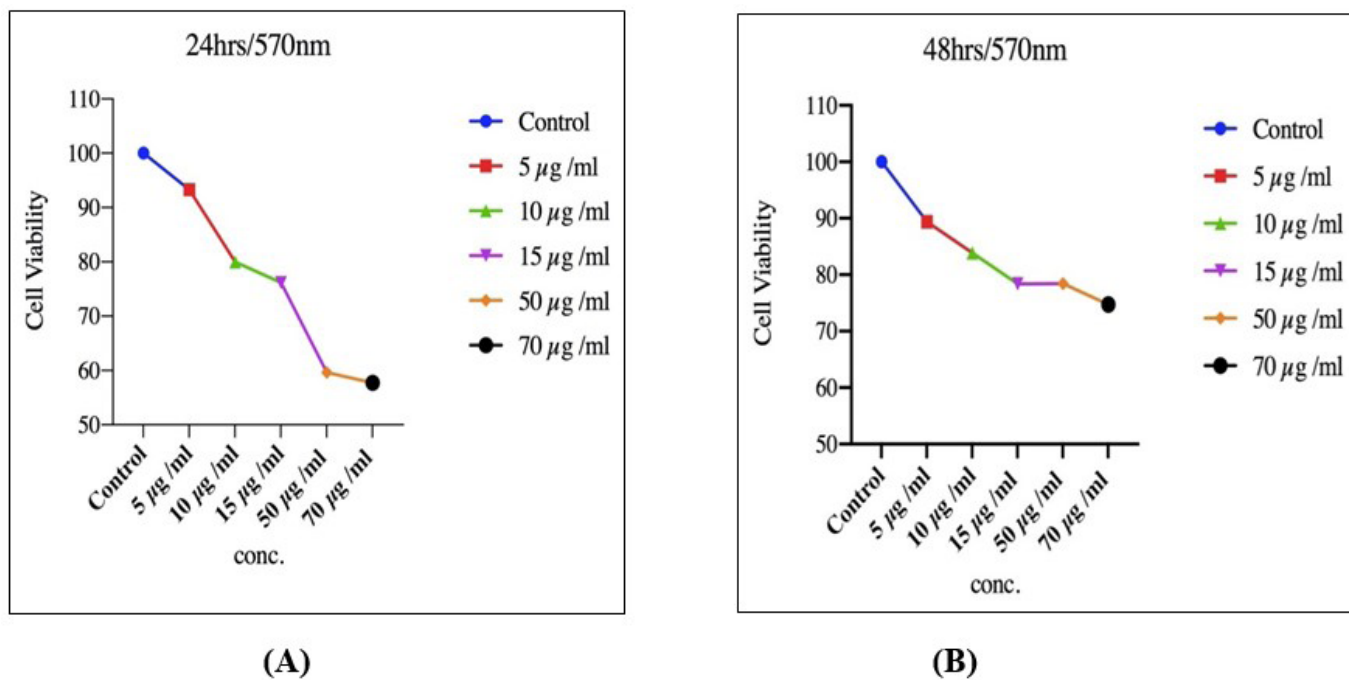 24hrs/570nm
110
100
90
80
70
60
50
Cell Viability
Control
5 µg /ml
10 µg /ml
15 µg /ml
50 µg /ml
70 µg /ml
conc.
Control
5 µg /ml
10 µg /ml
15 µg /ml
50 µg /ml
70 µg /ml
(A)
48hrs/570nm
110
100
90
80
70
60
50
Cell Viability
Control
5 µg /ml
10 µg /ml
15 µg /ml
50 µg /ml
70 µg /ml
conc.
Control
5 µg /ml
10 µg /ml
15 µg /ml
50 µg /ml
70 µg /ml
(B)